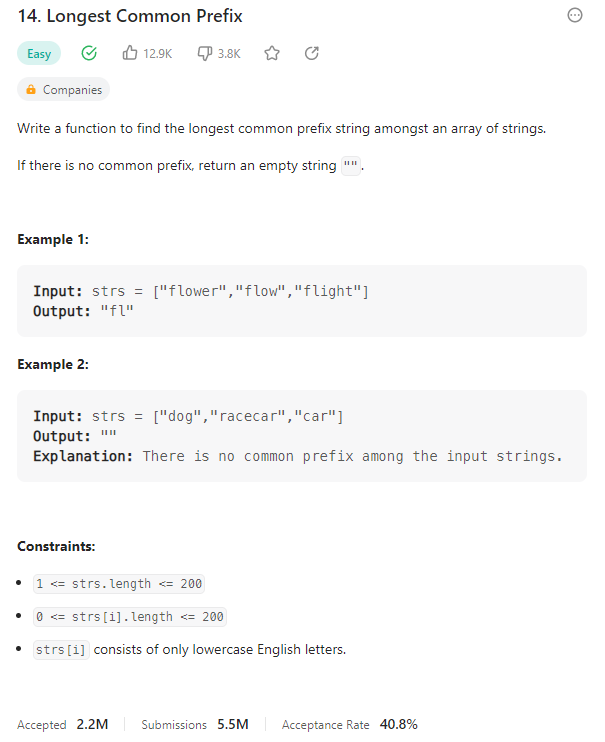 14. Longest Common Prefix
Easy 12.9K 3.8K
Companies
Write a function to find the longest common prefix string amongst an array of strings.
If there is no common prefix, return an empty string "".
Example 1:
Input: strs = ["flower","flow","flight"]
Output: "fl"
Example 2:
Input: strs = ["dog","racecar","car"]
Output: ""
Explanation: There is no common prefix among the input strings.
Constraints:
• 1 <= strs.length <= 200
• 0 <= strs[i].length <= 200
• strs[i] consists of only lowercase English letters.
Accepted 2.2M Submissions 5.5M Acceptance Rate 40.8%